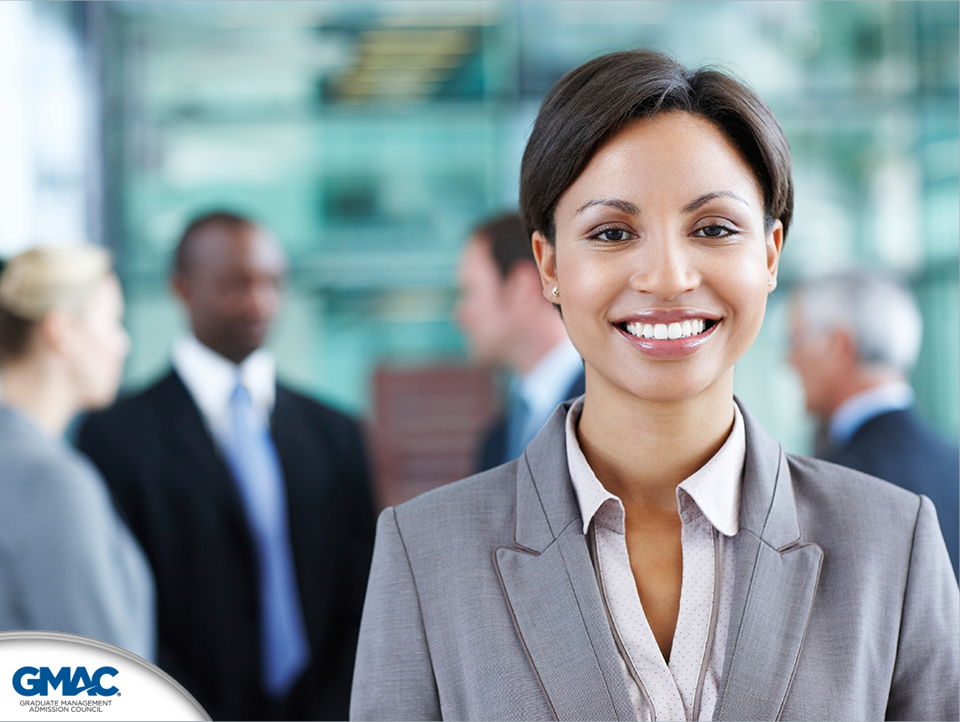 GMAC®
GRADUATE MANAGEMENT
ADMISSION COUNCIL